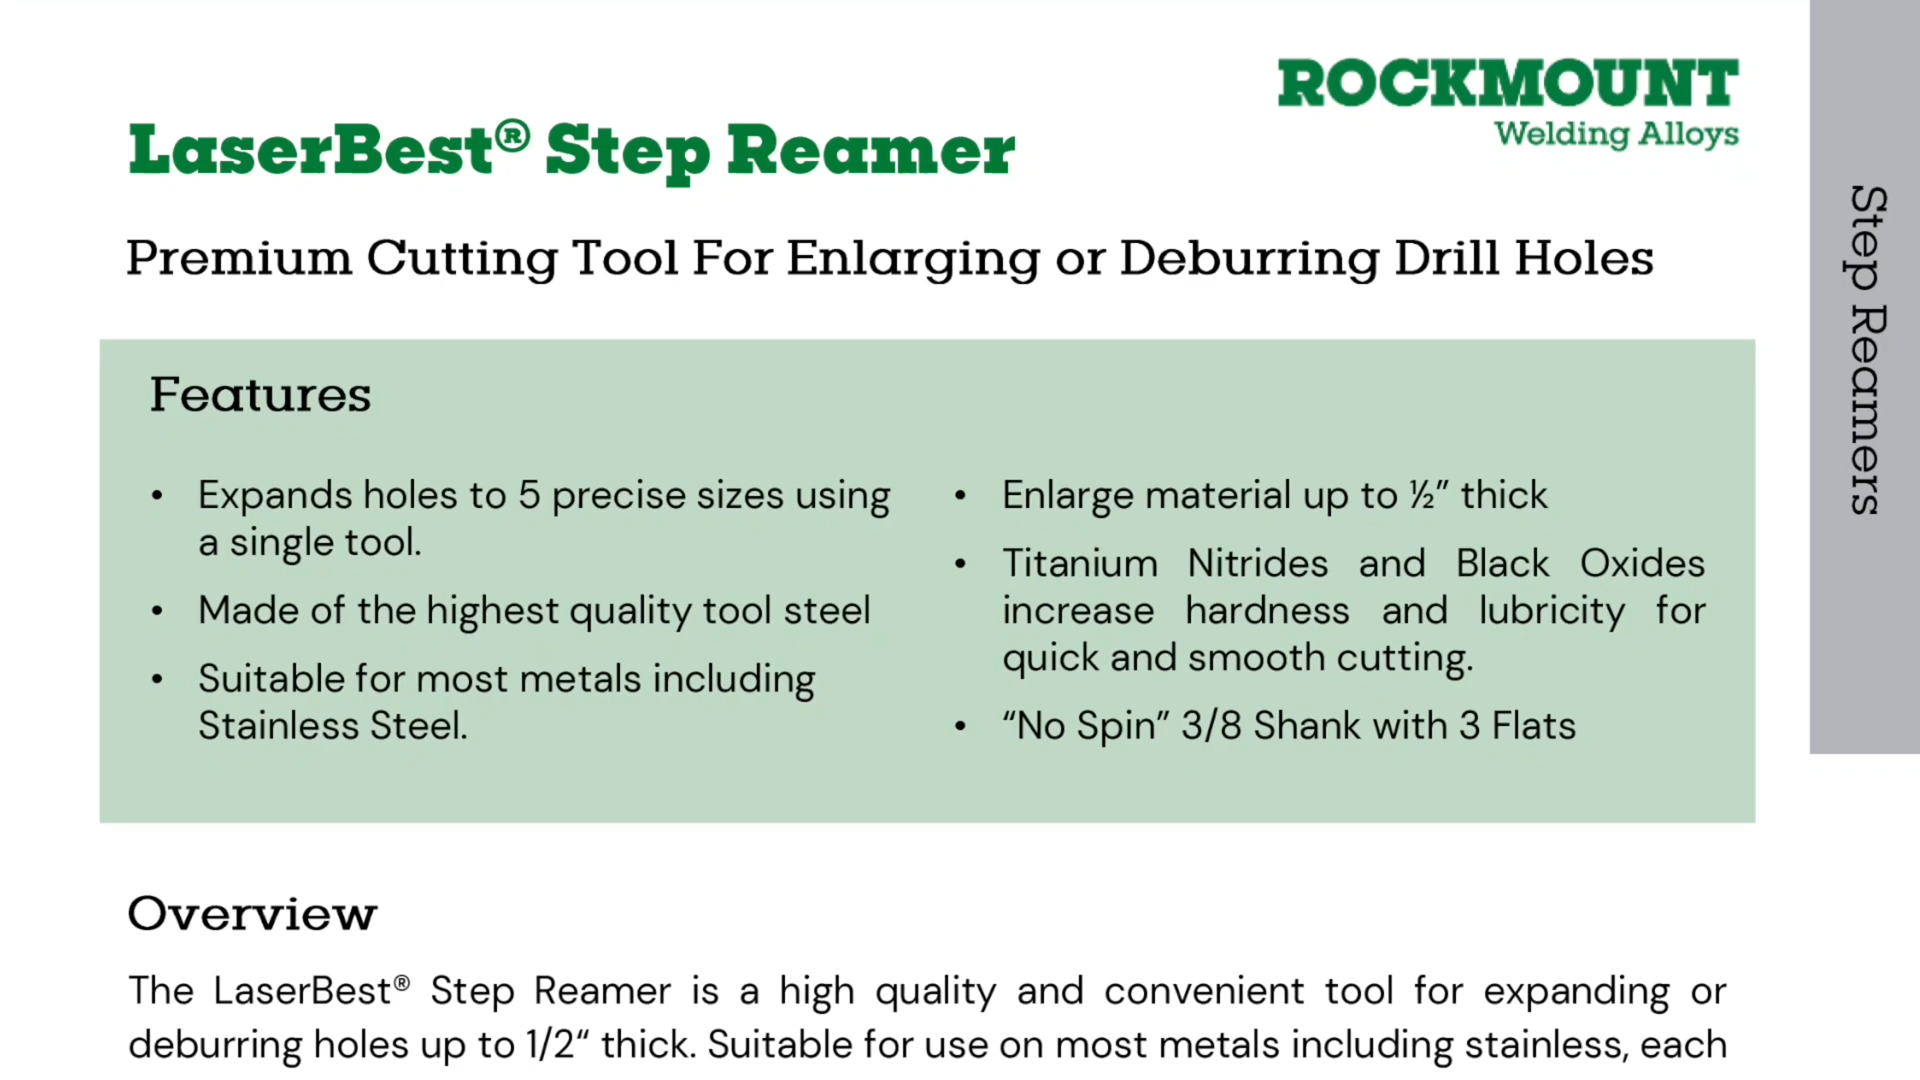 ROCKMOUNT
Welding Alloys
LaserBest® Step Reamer
Premium Cutting Tool For Enlarging or Deburring Drill Holes
Features
• Expands holes to 5 precise sizes using
a single tool.
• Made of the highest quality tool steel
• Suitable for most metals including
Stainless Steel.
• Enlarge material up to ½” thick
• Titanium Nitrides and Black Oxides
increase hardness and lubricity for
quick and smooth cutting.
• “No Spin” 3/8 Shank with 3 Flats
Overview
The LaserBest® Step Reamer is a high quality and convenient tool for expanding or
deburring holes up to 1/2“ thick. Suitable for use on most metals including stainless, each
Step Reamers